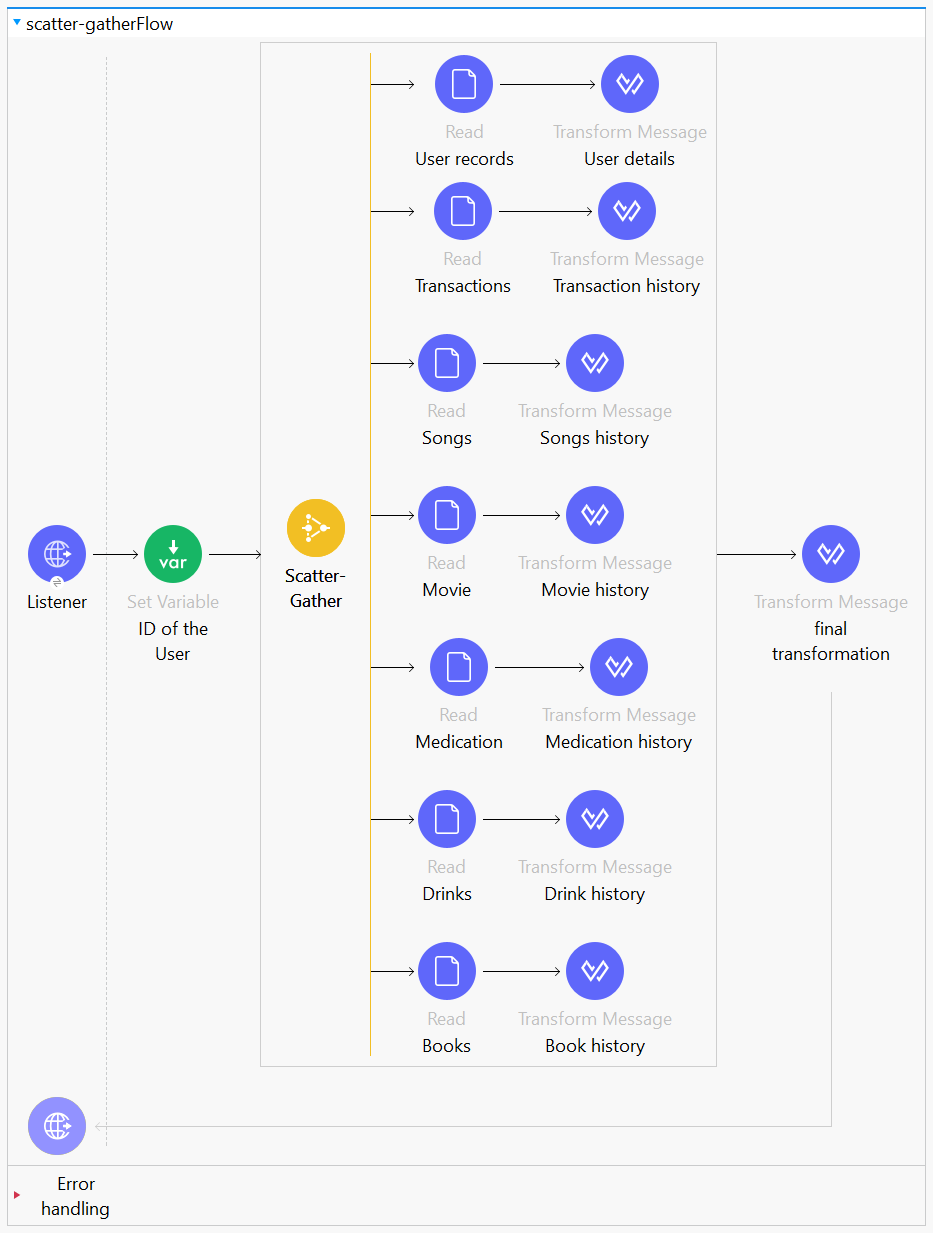 scatter-gatherFlow
Read
User records
Transform Message
User details
Read
Transactions
Transform Message
Transaction history
Read
Songs
Transform Message
Songs history
Listener
var
Set Variable
ID of the
User
Scatter-
Gather
Read
Movie
Transform Message
Movie history
Transform Message
final
transformation
Read
Medication
Transform Message
Medication history
Read
Drinks
Transform Message
Drink history
Read
Books
Transform Message
Book history
Error
handling